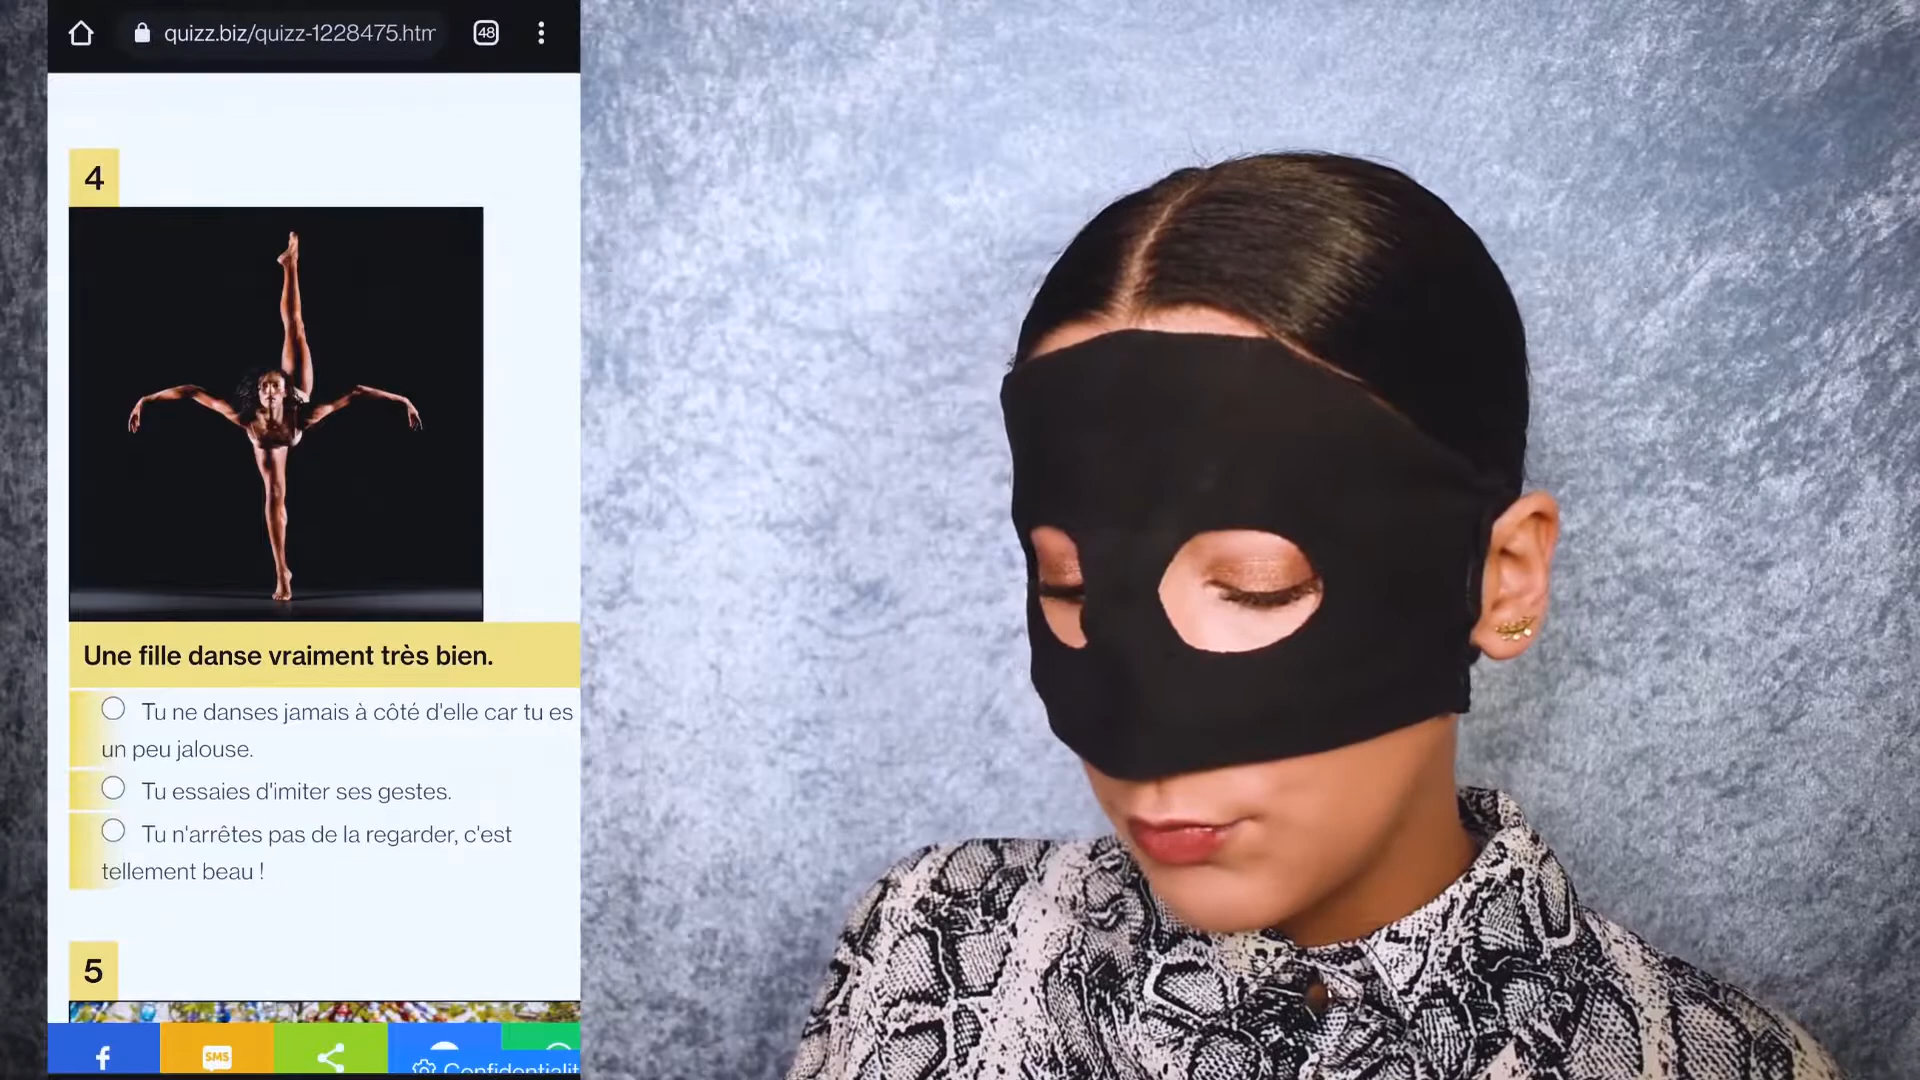 quizz.biz/quizz-1228475.htm
48
4
Une fille danse vraiment très bien.
Tu ne danses jamais à côté d'elle car tu es
un peu jalouse.
Tu essaies d'imiter ses gestes.
Tu n'arrêtes pas de la regarder, c'est
tellement beau !
5
f
SMS
Confidentialit